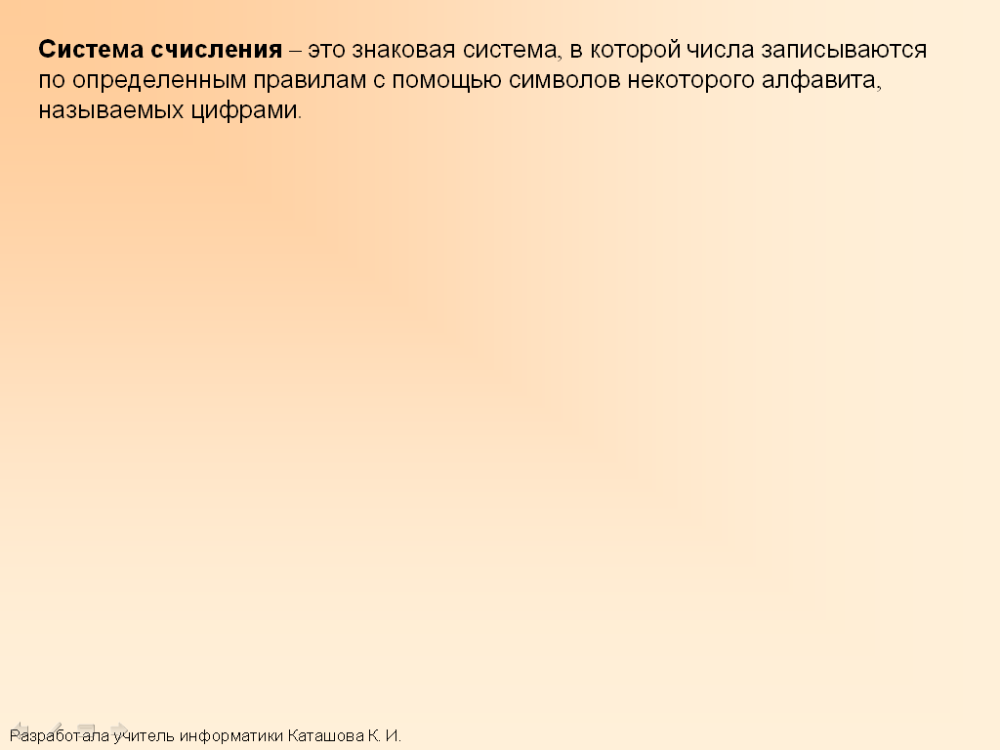 Система счисления – это знаковая система, в которой числа записываются
по определенным правилам с помощью символов некоторого алфавита,
называемых цифрами.
Разработала учитель информатики Каташова К. И.